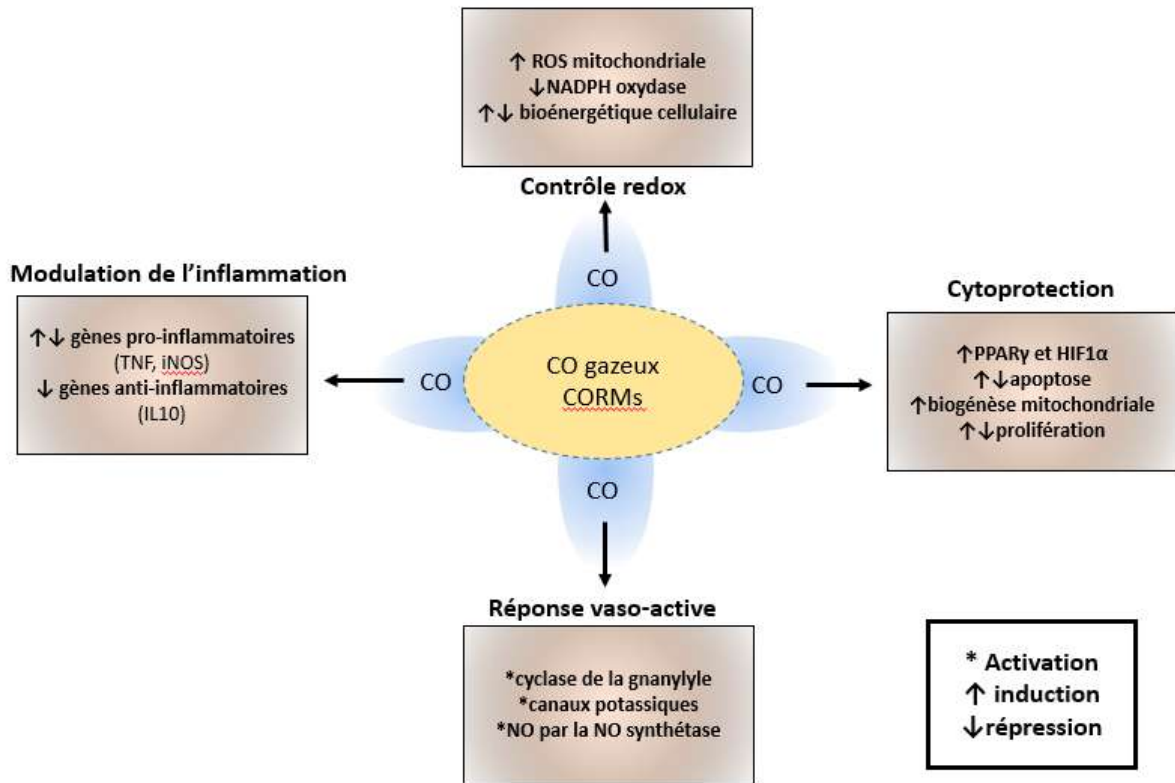 ↑ ROS mitochondriale
↓NADPH oxydase
↑↓ bioénergétique cellulaire
Contrôle redox
CO
Modulation de l'inflammation
↑↓ gènes pro-inflammatoires
(TNF, iNOS)
↓ gènes anti-inflammatoires
(IL10)
CO
CO gazeux
CORMs
CO
Cytoprotection
↑PPARγ et HIF1α
↑↓apoptose
↑biogénèse mitochondriale
↑↓prolifération
CO
Réponse vaso-active
*cyclase de la gnanylyle
*canaux potassiques
*NO par la NO synthétase
* Activation
↑ induction
↓répression